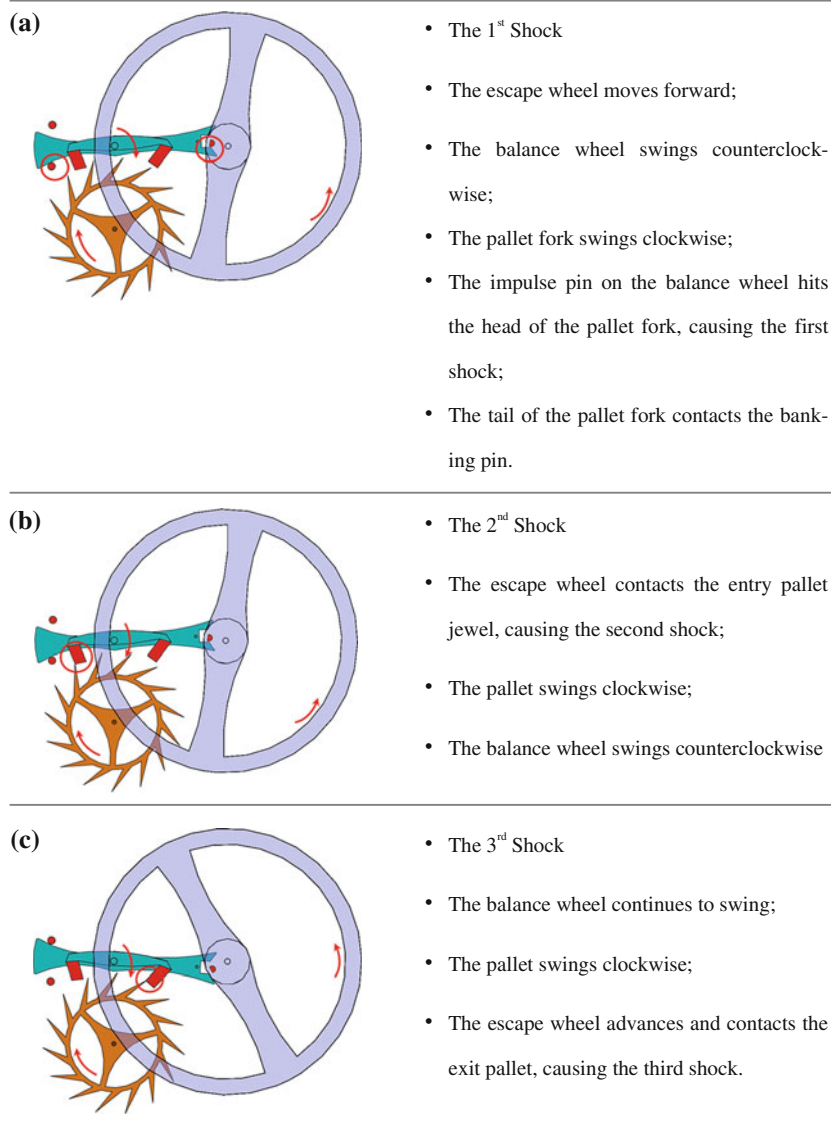 (a)
• The 1st Shock
• The escape wheel moves forward;
• The balance wheel swings counterclock-
wise;
• The pallet fork swings clockwise;
• The impulse pin on the balance wheel hits
the head of the pallet fork, causing the first
shock;
• The tail of the pallet fork contacts the bank-
ing pin.
(b)
• The 2nd Shock
• The escape wheel contacts the entry pallet
jewel, causing the second shock;
• The pallet swings clockwise;
• The balance wheel swings counterclockwise
(c)
• The 3rd Shock
• The balance wheel continues to swing;
• The pallet swings clockwise;
• The escape wheel advances and contacts the
exit pallet, causing the third shock.